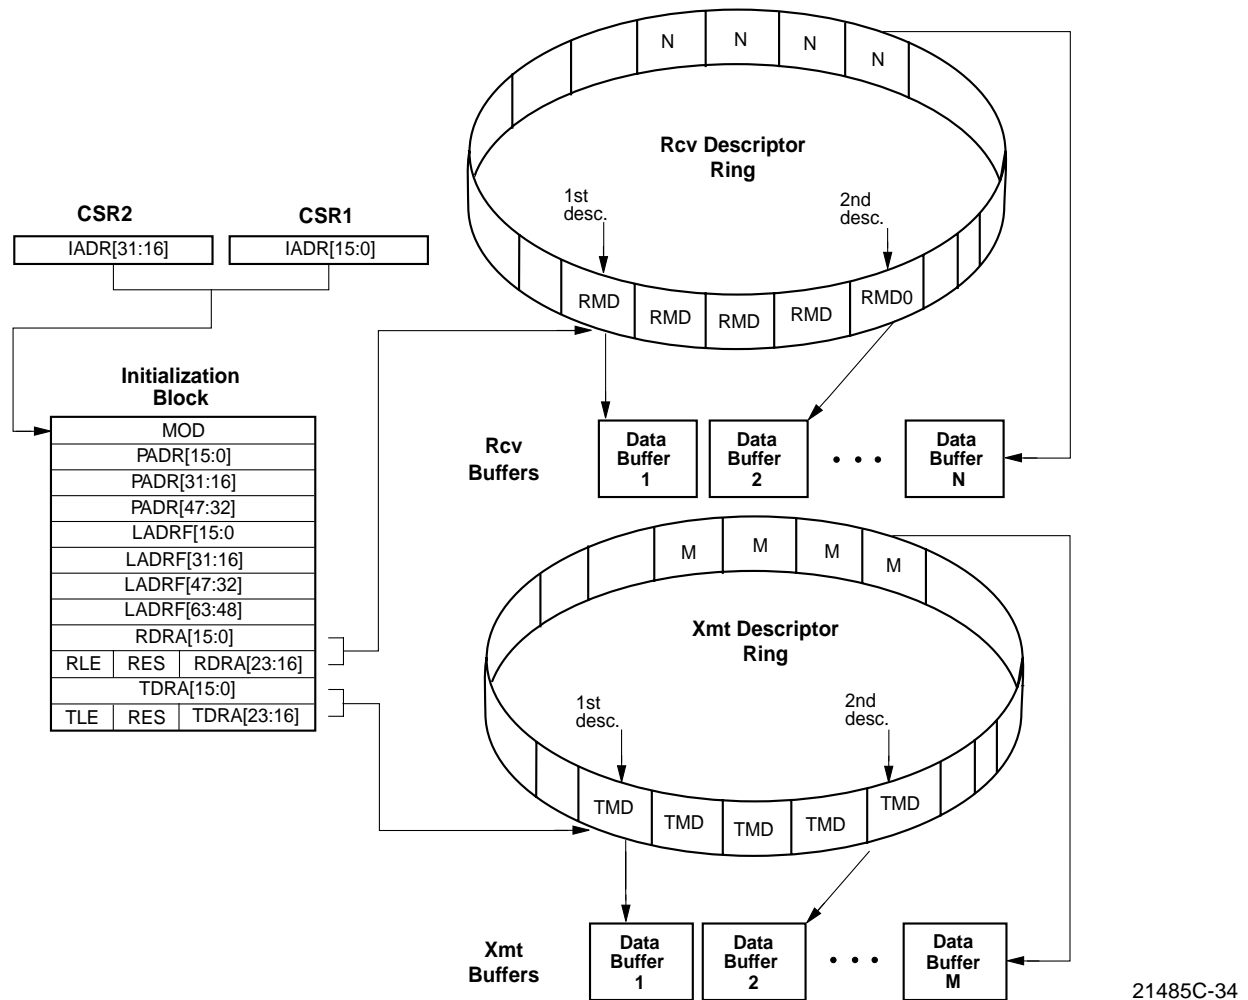 N N N N
Rcv Descriptor
Ring
1st
desc.
2nd
desc.
CSR2 CSR1
IADR[31:16] IADR[15:0]
RMD RMD RMD RMD RMD0
Initialization
Block
MOD
PADR[15:0]
PADR[31:16]
PADR[47:32]
LADRF[15:0
LADRF[31:16]
LADRF[47:32]
LADRF[63:48]
RDRA[15:0]
RLE RES RDRA[23:16]
TDRA[15:0]
TLE RES TDRA[23:16]
Rcv
Buffers
Data
Buffer
1
Data
Buffer
2
• • •
Data
Buffer
N
M M M M
Xmt Descriptor
Ring
1st
desc.
2nd
desc.
TMD TMD TMD TMD TMD
Xmt
Buffers
Data
Buffer
1
Data
Buffer
2
• • •
Data
Buffer
M
21485C-34